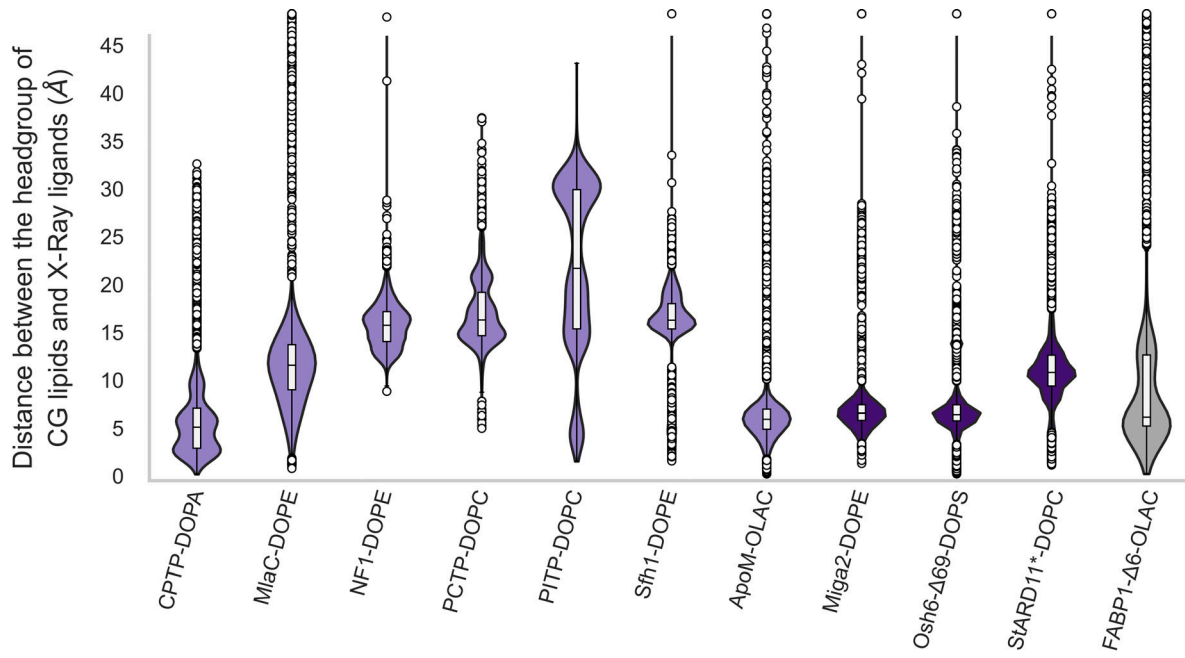 Distance between the headgroup of
CG lipids and X-Ray ligands (Å)
45
40
35
30
25
20
15
10
5
0
CPTP-DOPA
MlaC-DOPE
NF1-DOPE
PCTP-DOPC
PITP-DOPC
Sfh1-DOPE
ApoM-OLAC
Miga2-DOPE
Osh6-Δ69-DOPS
StARD11*-DOPC
FABP1-Δ6-OLAC